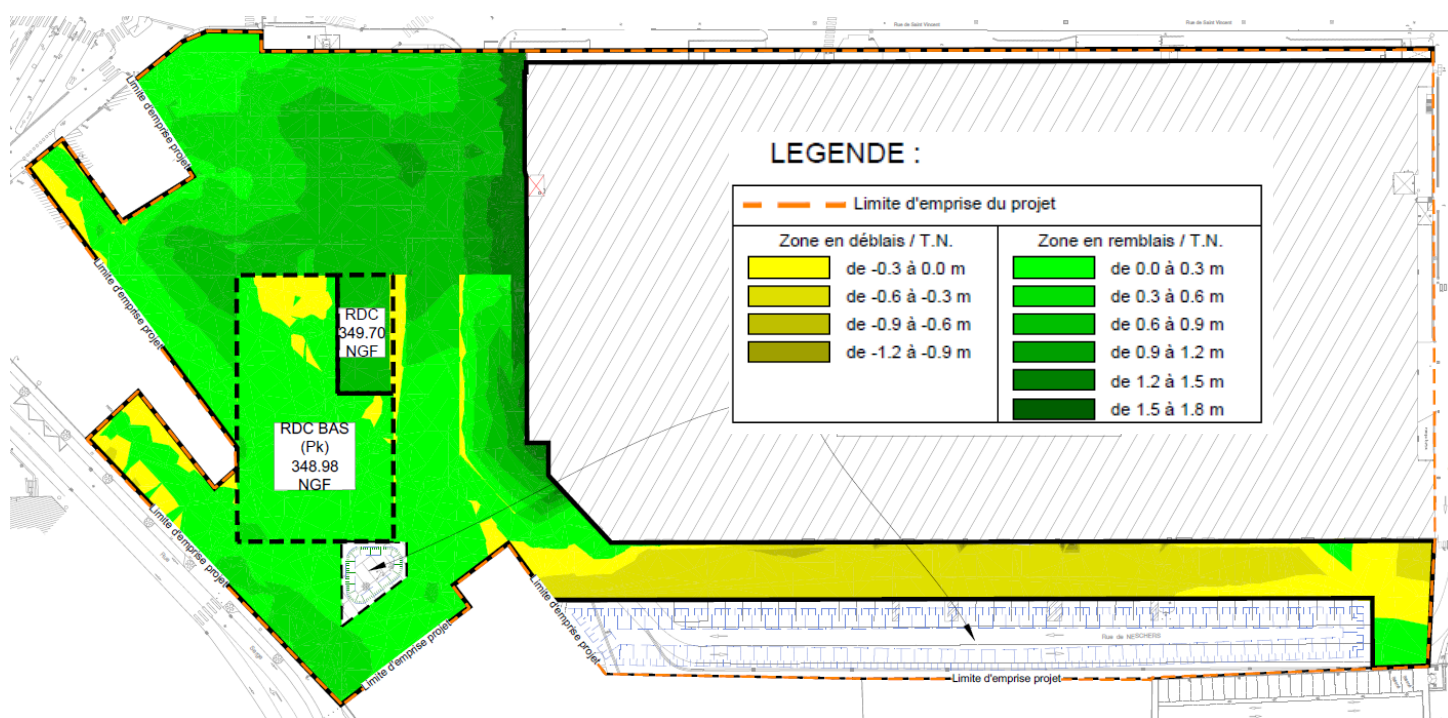 Rue de Saint Vincent
Rue de Saint Vincent
Limite d'emprise projet
LEGENDE :
Limite d'emprise du projet
Zone en déblais / T.N.
de -0.3 à 0.0 m
de -0.6 à -0.3 m
de -0.9 à -0.6 m
de -1.2 à -0.9 m
Zone en remblais / T.N.
de 0.0 à 0.3 m
de 0.3 à 0.6 m
de 0.6 à 0.9 m
de 0.9 à 1.2 m
de 1.2 à 1.5 m
de 1.5 à 1.8 m
Limite d'emprise projet
RDC
349.70
NGF
RDC BAS
(Pk)
348.98
NGF
Limite d'emprise projet
Rue
Limite d'emprise projet
Limite d'emprise projet
Rue de NESCHERS
Limite d'emprise projet